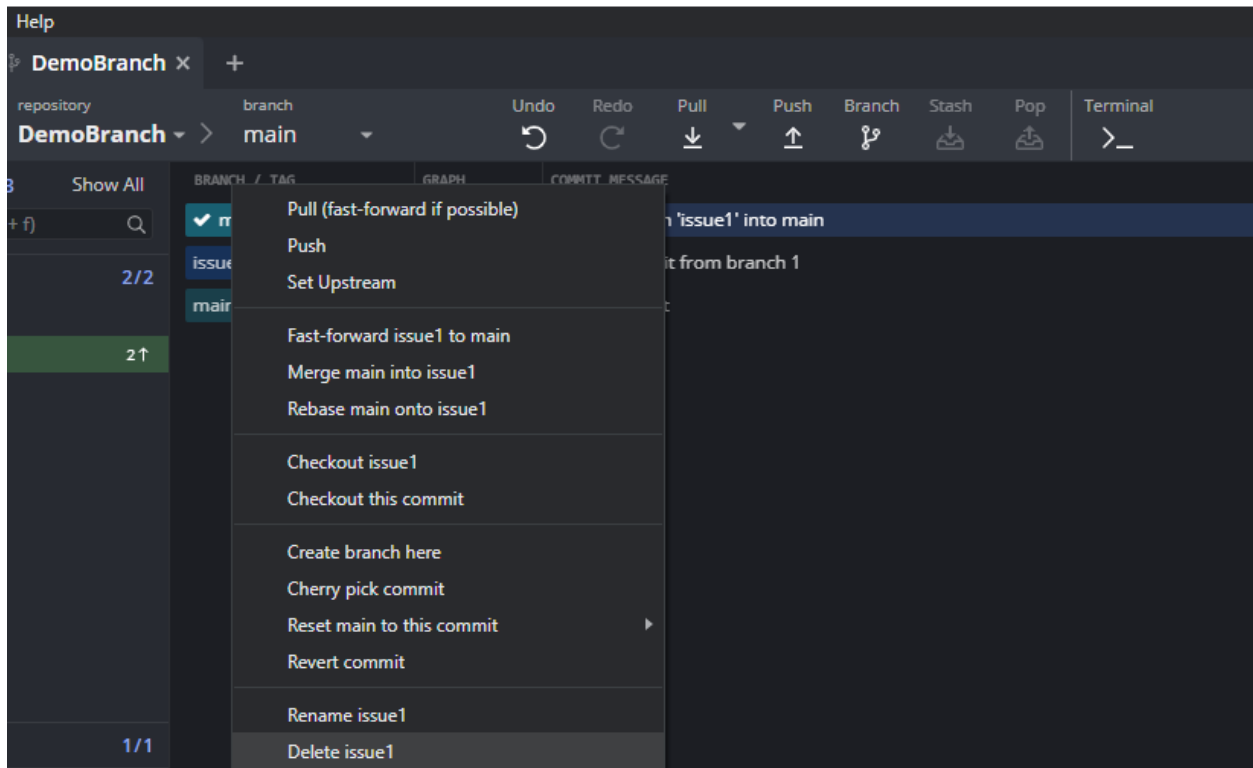 Help
DemoBranch × +
repository branch Undo Redo Pull Push Branch Stash Pop Terminal
DemoBranch main
3 Show All BRANCH / TAG GRAPH COMMIT MESSAGE
+ f) m 'issue1' into main
2/2 issue it from branch 1
main
2↑
Pull (fast-forward if possible)
Push
Set Upstream
Fast-forward issue1 to main
Merge main into issue1
Rebase main onto issue1
Checkout issue1
Checkout this commit
Create branch here
Cherry pick commit
Reset main to this commit
Revert commit
Rename issue1
1/1 Delete issue1